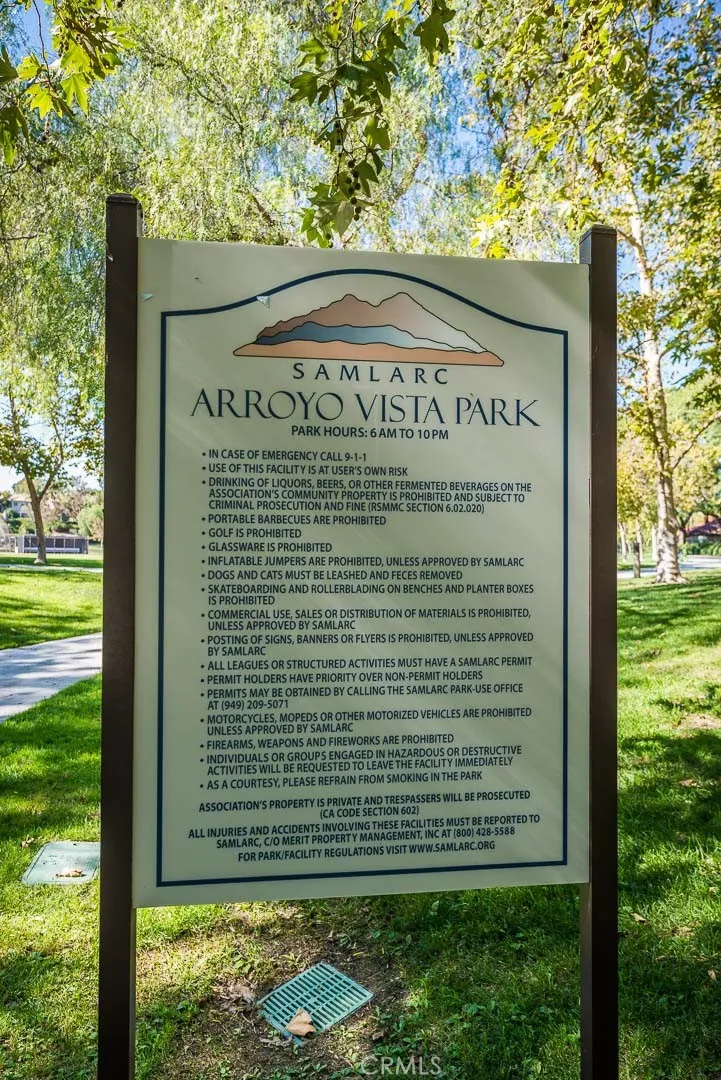 SAMLARC
ARROYO VISTA PARK
PARK HOURS: 6 AM TO 10 PM
• IN CASE OF EMERGENCY CALL 9-1-1
• USE OF THIS FACILITY IS AT USER'S OWN RISK
• DRINKING OF LIQUORS, BEERS, OR OTHER FERMENTED BEVERAGES ON THE
ASSOCIATION'S COMMUNITY PROPERTY IS PROHIBITED AND SUBJECT TO
CRIMINAL PROSECUTION AND FINE (RSMMC SECTION 6.02.020)
• PORTABLE BARBECUES ARE PROHIBITED
• GOLF IS PROHIBITED
• GLASSWARE IS PROHIBITED
• INFLATABLE JUMPERS ARE PROHIBITED, UNLESS APPROVED BY SAMLARC
• DOGS AND CATS MUST BE LEASHED AND FECES REMOVED
• SKATEBOARDING AND ROLLERBLADING ON BENCHES AND PLANTER BOXES
IS PROHIBITED
• COMMERCIAL USE, SALES OR DISTRIBUTION OF MATERIALS IS PROHIBITED,
UNLESS APPROVED BY SAMLARC
• POSTING OF SIGNS, BANNERS OR FLYERS IS PROHIBITED, UNLESS APPROVED
BY SAMLARC
• ALL LEAGUES OR STRUCTURED ACTIVITIES MUST HAVE A SAMLARC PERMIT
• PERMIT HOLDERS HAVE PRIORITY OVER NON-PERMIT HOLDERS
• PERMITS MAY BE OBTAINED BY CALLING THE SAMLARC PARK-USE OFFICE
AT (949) 209-5071
• MOTORCYCLES, MOPEDS OR OTHER MOTORIZED VEHICLES ARE PROHIBITED
UNLESS APPROVED BY SAMLARC
• FIREARMS, WEAPONS AND FIREWORKS ARE PROHIBITED
• INDIVIDUALS OR GROUPS ENGAGED IN HAZARDOUS OR DESTRUCTIVE
ACTIVITIES WILL BE REQUESTED TO LEAVE THE FACILITY IMMEDIATELY
• AS A COURTESY, PLEASE REFRAIN FROM SMOKING IN THE PARK
ASSOCIATION'S PROPERTY IS PRIVATE AND TRESPASSERS WILL BE PROSECUTED
(CA CODE SECTION 602)
ALL INJURIES AND ACCIDENTS INVOLVING THESE FACILITIES MUST BE REPORTED TO
SAMLARC, C/O MERIT PROPERTY MANAGEMENT, INC AT (800) 428-5588
FOR PARK/FACILITY REGULATIONS VISIT WWW.SAMLARC.ORG
CRMLS